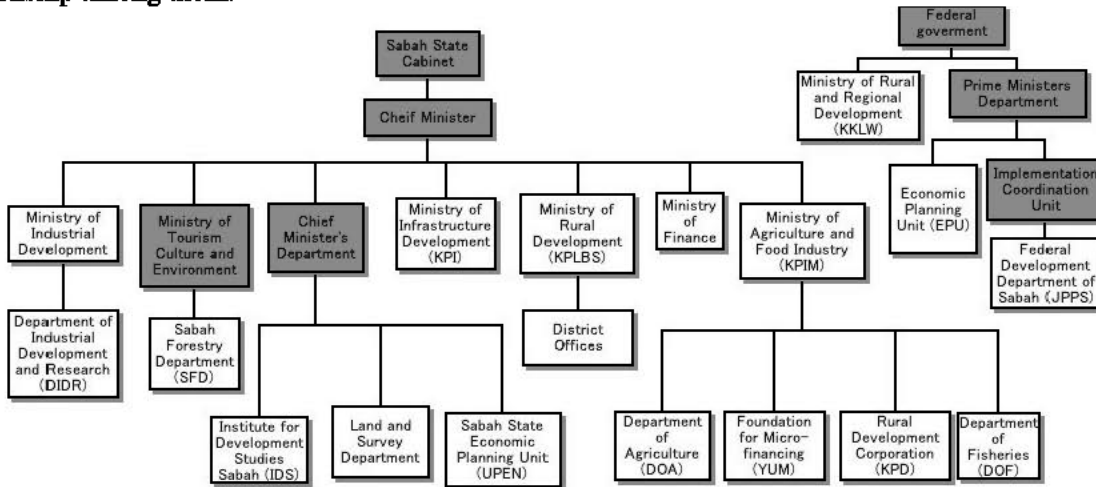 Federal
goverment
Sabah State
Cabinet
Cheif Minister
Ministry of Rural
and Regional
Development
(KKLW)
Prime Ministers
Department
Economic
Planning
Unit (EPU)
Implementation
Coordination
Unit
Federal
Development
Department of
Sabah (JPPS)
Ministry of
Industrial
Development
Ministry of
Tourism
Culture and
Environment
Chief
Minister's
Department
Ministry of
Infrastructure
Development
(KPI)
Ministry of
Rural
Development
(KPLBS)
Ministry
of
Finance
Ministry of
Agriculture and
Food Industry
(KPIM)
Department of
Industrial
Development
and Research
(DIDR)
Sabah
Forestry
Department
(SFD)
District
Offices
Institute for
Development
Studies
Sabah (IDS)
Land and
Survey
Department
Sabah State
Economic
Planning Unit
(UPEN)
Department
of
Agriculture
(DOA)
Foundation
for Micro-
financing
(YUM)
Rural
Development
Corporation
(KPD)
Department
of
Fisheries
(DOF)